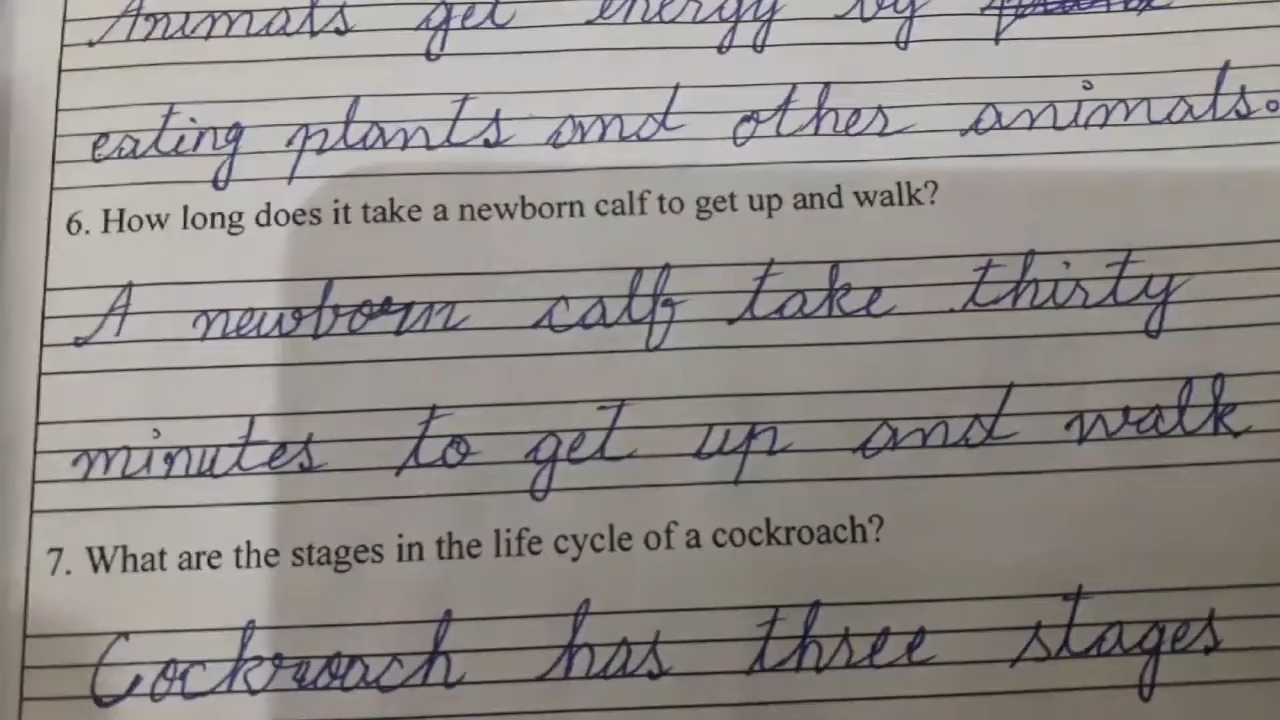 Animals get energy by
eating plants and other animals.
6. How long does it take a newborn calf to get up and walk?
A newborn calf take thirty
minutes to get up and walk
7. What are the stages in the life cycle of a cockroach?
Cockroach has three stages